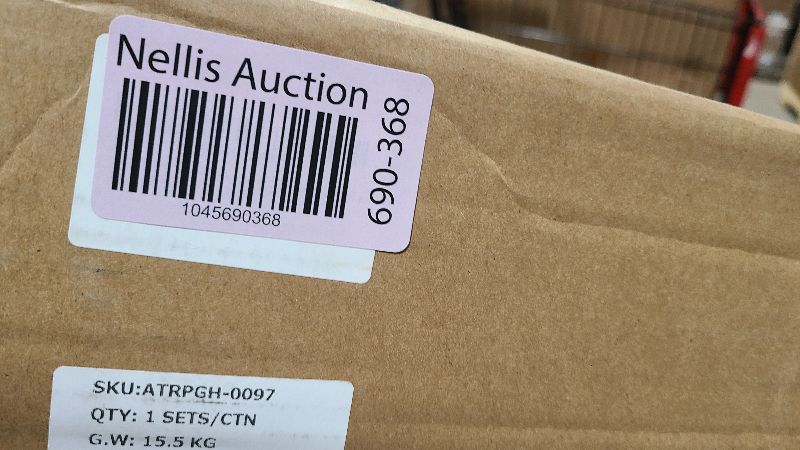 Nellis Auction
690-368
1045690368
SKU:ATRPGH-0097
QTY: 1 SETS/CTN
G.W: 15.5 KG